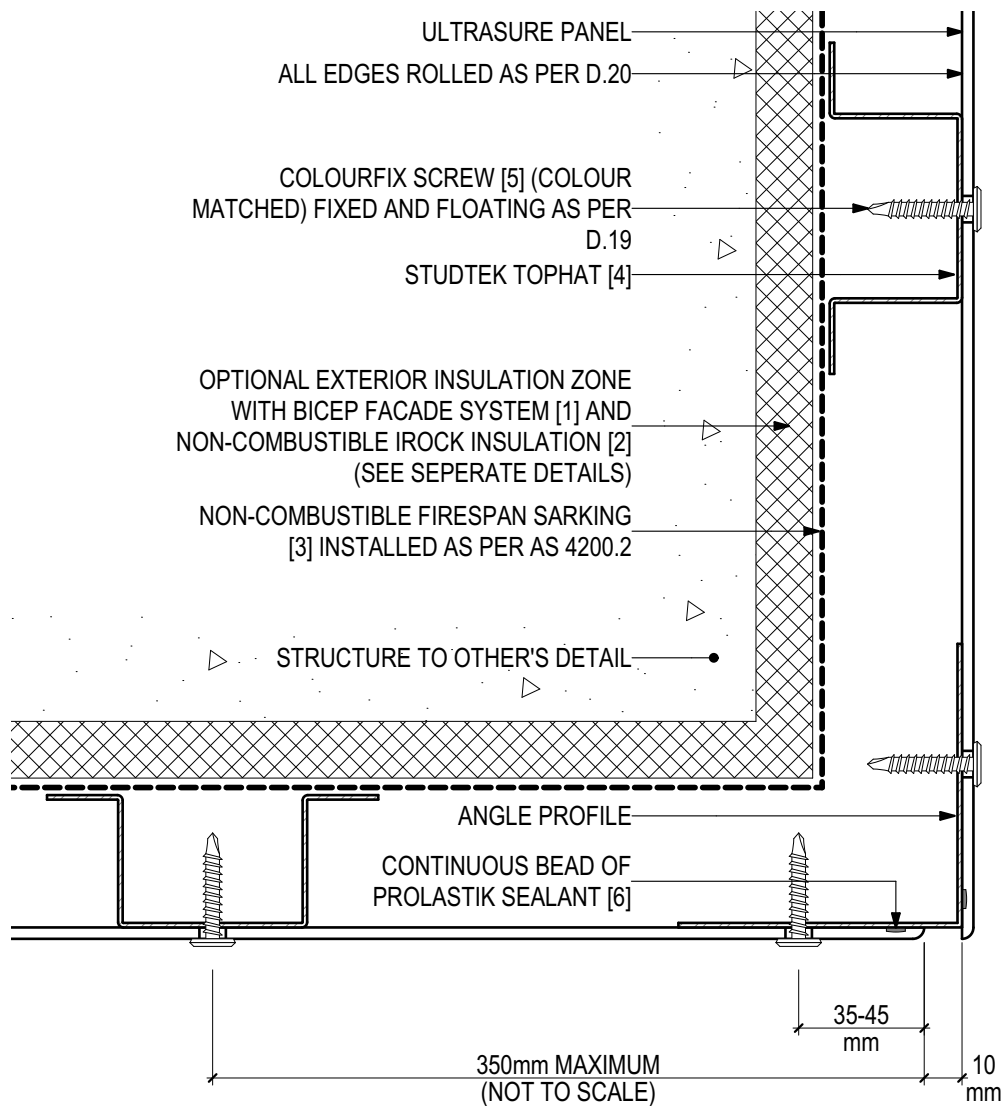 ULTRASURE PANEL
ALL EDGES ROLLED AS PER D.20
COLOURFIX SCREW [5] (COLOUR
MATCHED) FIXED AND FLOATING AS PER
D.19
STUDTEK TOPHAT [4]
OPTIONAL EXTERIOR INSULATION ZONE
WITH BICEP FACADE SYSTEM [1] AND
NON-COMBUSTIBLE IROCK INSULATION [2]
(SEE SEPERATE DETAILS)
NON-COMBUSTIBLE FIRESPAN SARKING
[3] INSTALLED AS PER AS 4200.2
STRUCTURE TO OTHER'S DETAIL
ANGLE PROFILE
CONTINUOUS BEAD OF
PROLASTIK SEALANT [6]
35-45
mm
350mm MAXIMUM
(NOT TO SCALE)
10
mm